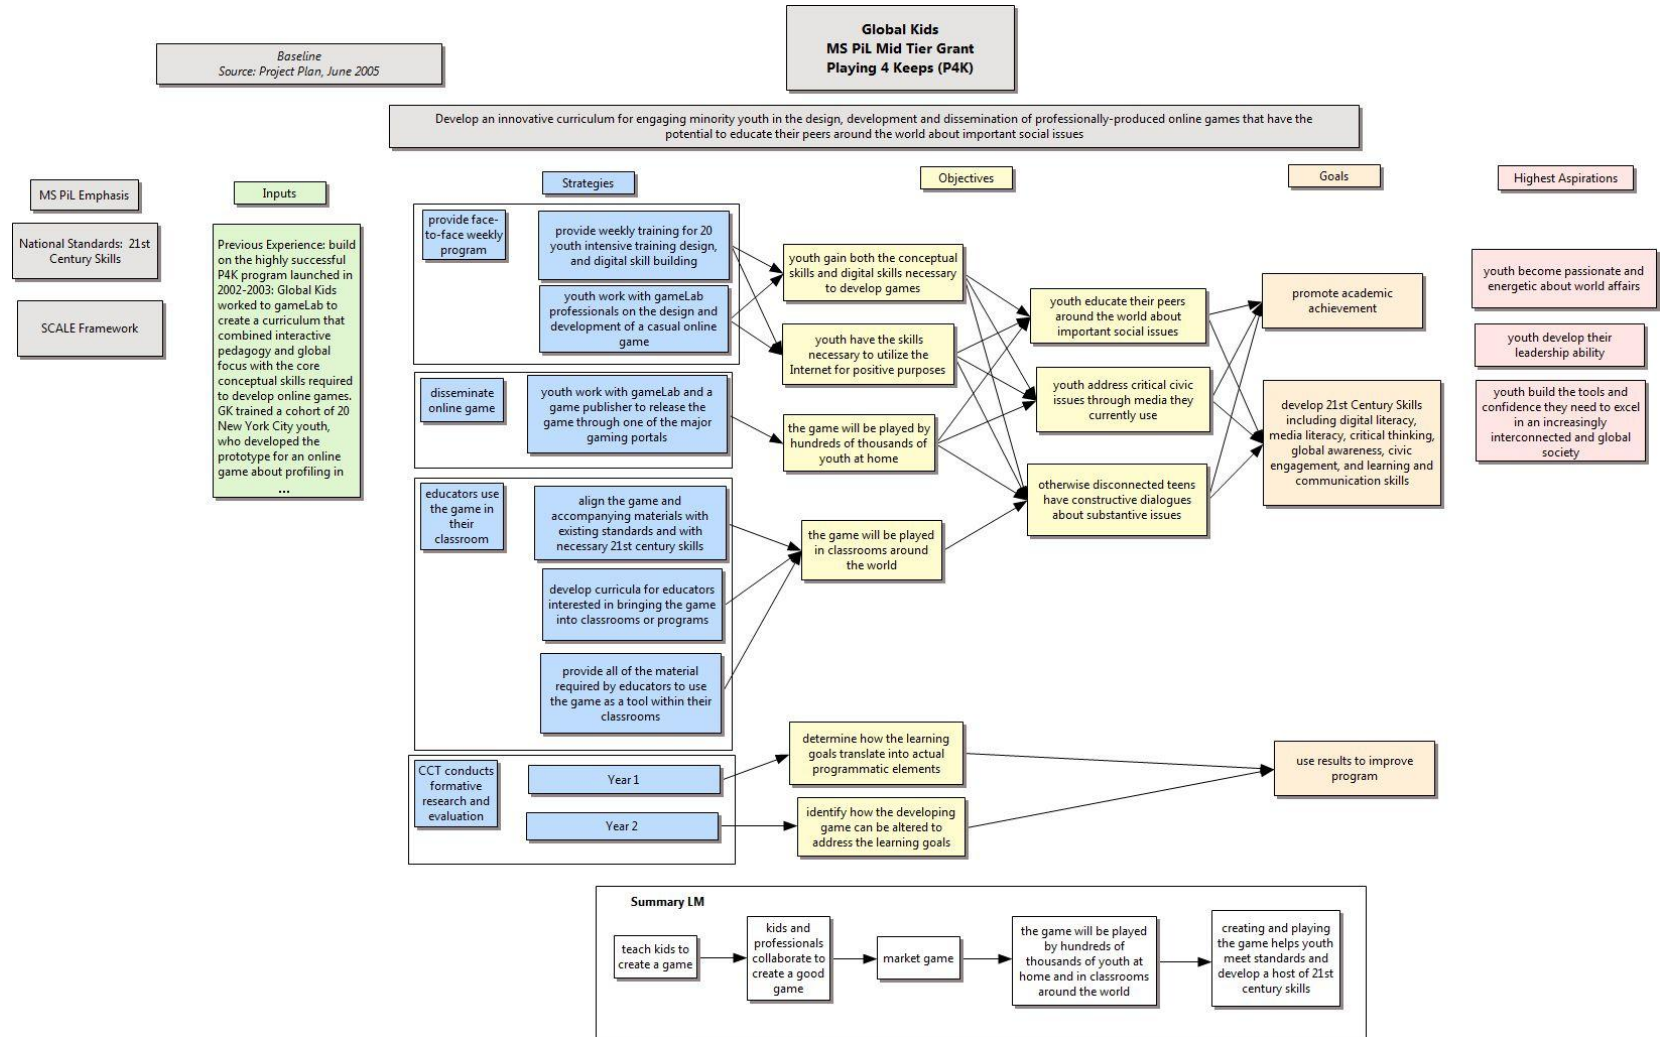 Global Kids
MS PiL Mid Tier Grant
Playing 4 Keeps (P4K)
Baseline
Source: Project Plan, June 2005
Develop an innovative curriculum for engaging minority youth in the design, development and dissemination of professionally-produced online games that have the
potential to educate their peers around the world about important social issues
MS PiL Emphasis
National Standards: 21st
Century Skills
SCALE Framework
Inputs
Previous Experience: build
on the highly successful
P4K program launched in
2002-2003: Global Kids
worked to gameLab to
create a curriculum that
combined interactive
pedagogy and global
focus with the core
conceptual skills required
to develop online games.
GK trained a cohort of 20
New York City youth,
who developed the
prototype for an online
game about profiling in
...
Strategies
provide face-
to-face weekly
program
provide weekly training for 20
youth intensive training design,
and digital skill building
youth work with gameLab
professionals on the design and
development of a casual online
game
disseminate
online game
youth work with gameLab and a
game publisher to release the
game through one of the major
gaming portals
educators use
the game in
their
classroom
align the game and
accompanying materials with
existing standards and with
necessary 21st century skills
develop curricula for educators
interested in bringing the game
into classrooms or programs
provide all of the material
required by educators to use
the game as a tool within their
classrooms
CCT conducts
formative
research and
evaluation
Year 1
Year 2
Objectives
youth gain both the conceptual
skills and digital skills necessary
to develop games
youth have the skills
necessary to utilize the
Internet for positive purposes
the game will be played by
hundreds of thousands of
youth at home
the game will be played
in classrooms around
the world
determine how the learning
goals translate into actual
programmatic elements
identify how the developing
game can be altered to
address the learning goals
youth educate their peers
around the world about
important social issues
youth address critical civic
issues through media they
currently use
otherwise disconnected teens
have constructive dialogues
about substantive issues
Goals
promote academic
achievement
develop 21st Century Skills
including digital literacy,
media literacy, critical thinking,
global awareness, civic
engagement, and learning and
communication skills
use results to improve
program
Highest Aspirations
youth become passionate and
energetic about world affairs
youth develop their
leadership ability
youth build the tools and
confidence they need to excel
in an increasingly
interconnected and global
society
Summary LM
teach kids to
create a game
kids and
professionals
collaborate to
create a good
game
market game
the game will be played
by hundreds of
thousands of youth at
home and in classrooms
around the world
creating and playing
the game helps youth
meet standards and
develop a host of 21st
century skills